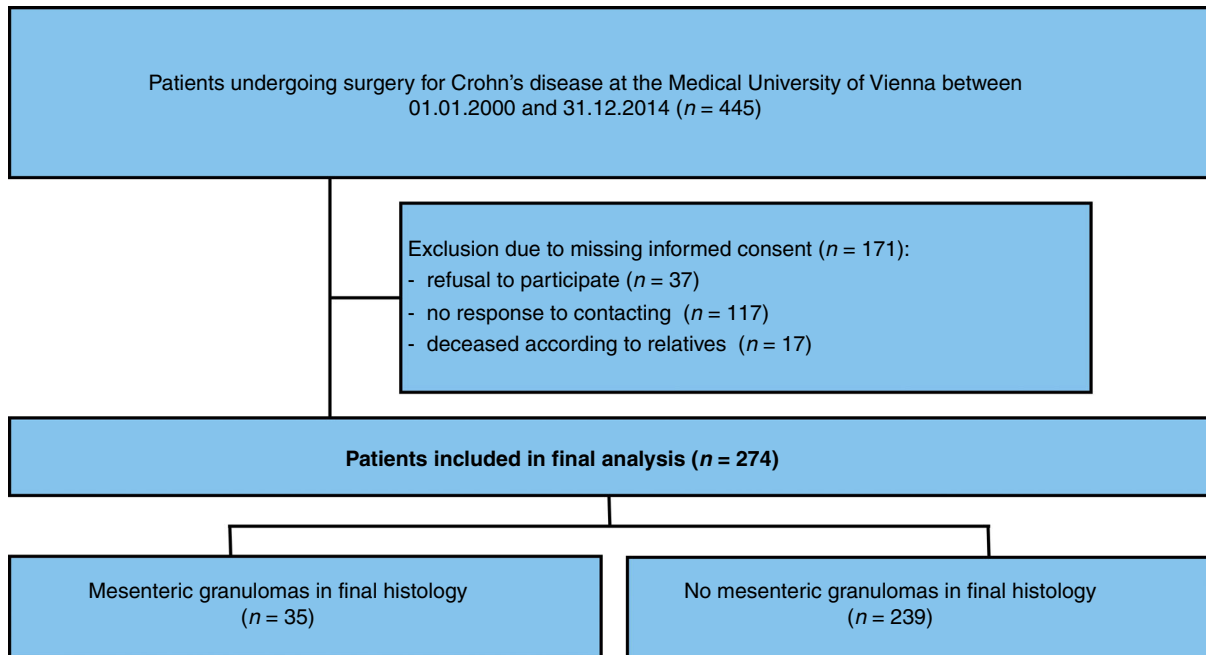 Patients undergoing surgery for Crohn's disease at the Medical University of Vienna between
01.01.2000 and 31.12.2014 (n = 445)
Exclusion due to missing informed consent (n = 171):
- refusal to participate (n = 37)
- no response to contacting (n = 117)
- deceased according to relatives (n = 17)
Patients included in final analysis (n = 274)
Mesenteric granulomas in final histology
(n = 35)
No mesenteric granulomas in final histology
(n = 239)